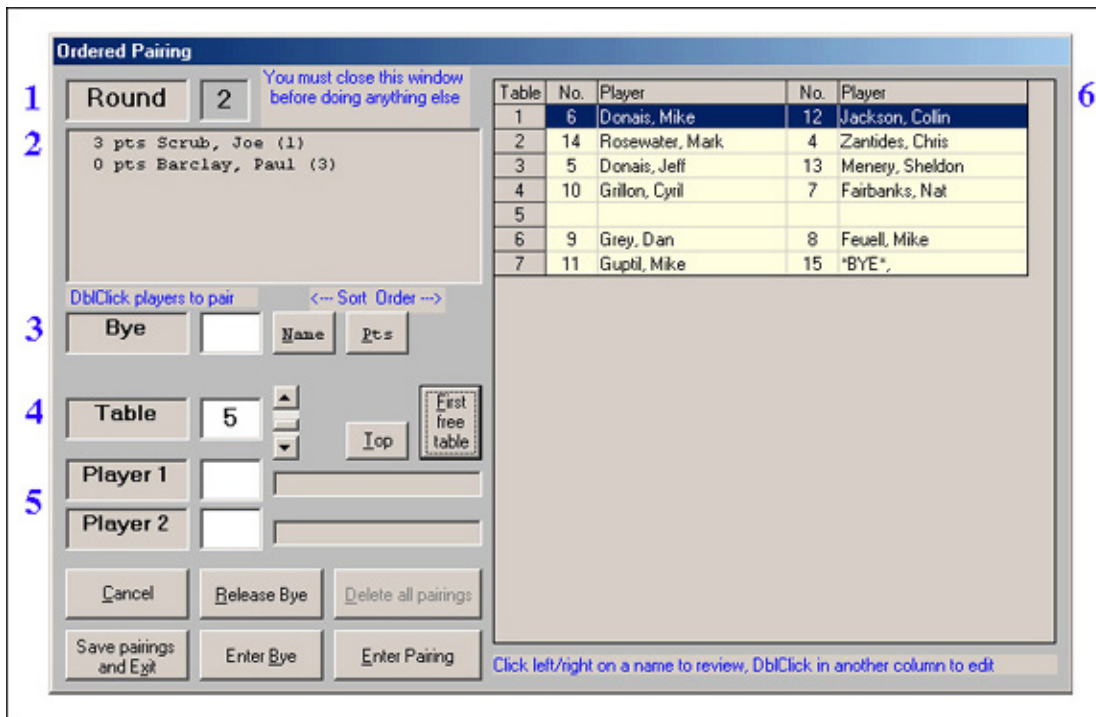 Ordered Pairing
1
Round 2
You must close this window
before doing anything else
2
3 pts Scrub, Joe (1)
0 pts Barclay, Paul (3)
DblClick players to pair <--- Sort Order --->
3
Bye Name Pts
4
Table 5 Top
First
free
table
5
Player 1
Player 2
Cancel Release Bye Delete all pairings
Save pairings
and Exit
Enter Bye Enter Pairing
6
Table No. Player No. Player
1 6 Donais, Mike 12 Jackson, Collin
2 14 Rosewater, Mark 4 Zantides, Chris
3 5 Donais, Jeff 13 Menery, Sheldon
4 10 Grillon, Cyril 7 Fairbanks, Nat
5
6 9 Grey, Dan 8 Feuell, Mike
7 11 Guptil, Mike 15 *BYE*,
Click left/right on a name to review, DblClick in another column to edit